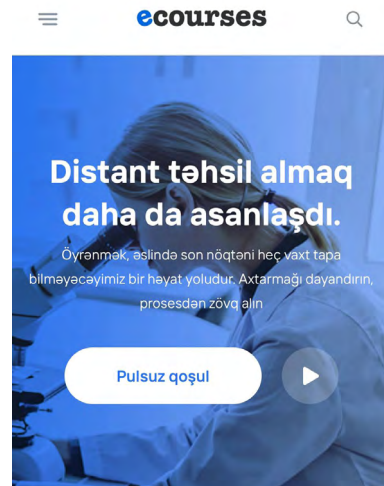 ecourses
Distant təhsil almaq
daha da asanlaşdı.
Öyrənmək, əslində son nöqtəni heç vaxt tapa
bilməyəcəyimiz bir həyat yoludur. Axtarmağı dayandırın,
prosesdən zövq alın
Pulsuz qoşul